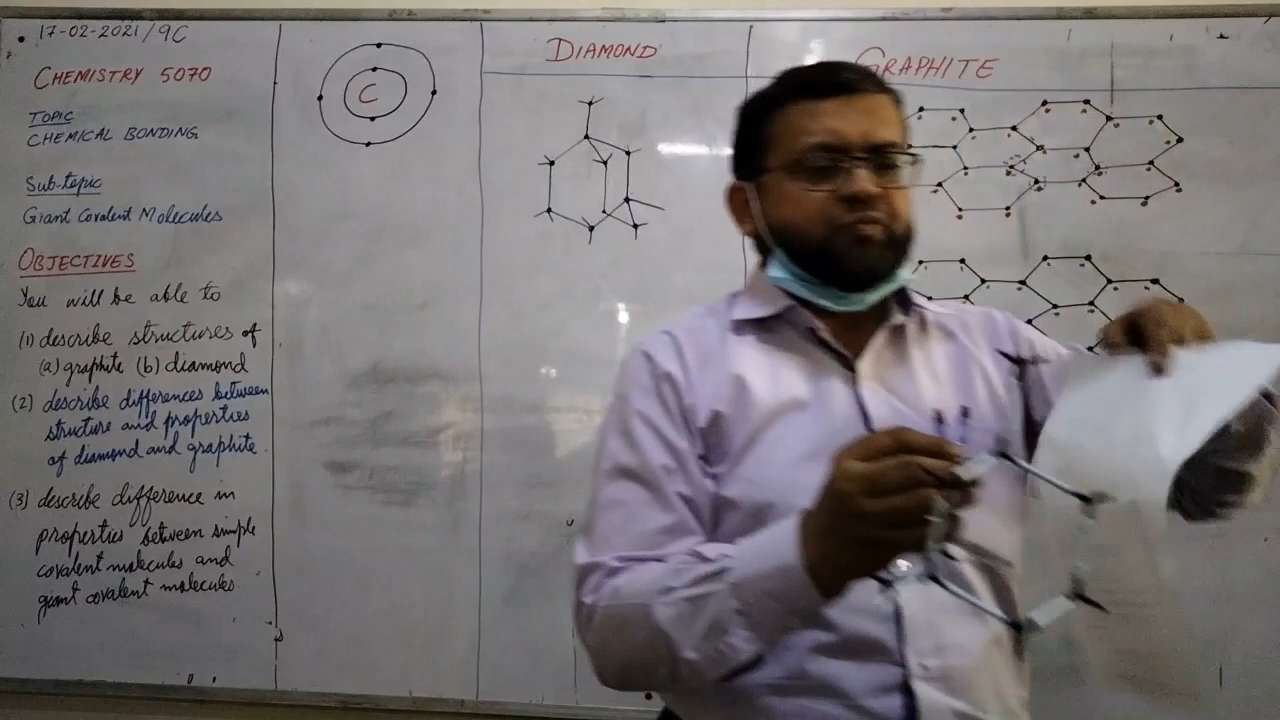 17-02-2021/9C
CHEMISTRY 5070
TOPIC
CHEMICAL BONDING
Sub-topic
Giant Covalent Molecules
OBJECTIVES
You will be able to
(1) describe structures of
(a) graphite (b) diamond
(2) describe differences between
structure and properties
of diamond and graphite.
(3) describe difference in
properties between simple
covalent molecules and
giant covalent molecules.
C
DIAMOND
GRAPHITE